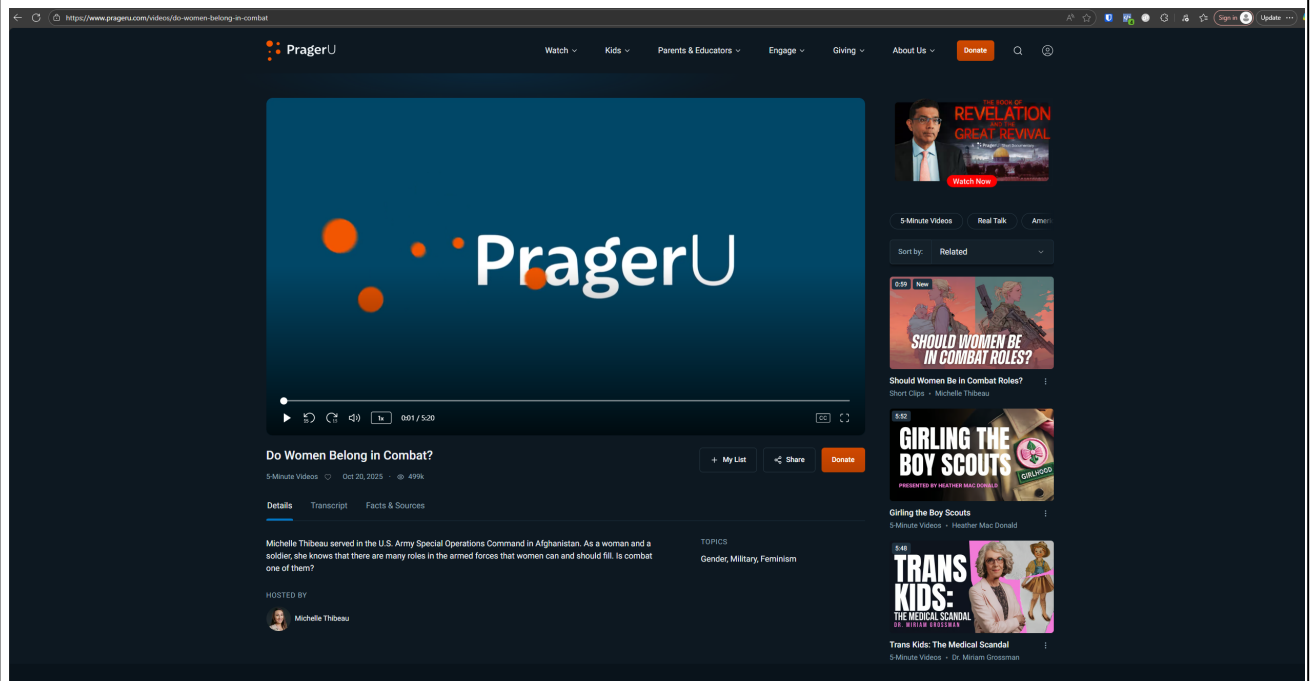 https://www.prageru.com/videos/do-women-belong-in-combat
Sign in
Update
PragerU
Watch
Kids
Parents & Educators
Engage
Giving
About Us
Donate
PragerU
1x
0:01 / 5:20
CC
Do Women Belong in Combat?
+ My List
Share
Donate
5-Minute Videos
Oct 20, 2025
499k
Details
Transcript
Facts & Sources
Michelle Thibeau served in the U.S. Army Special Operations Command in Afghanistan. As a woman and a
soldier, she knows that there are many roles in the armed forces that women can and should fill. Is combat
one of them?
TOPICS
Gender, Military, Feminism
HOSTED BY
Michelle Thibeau
THE BOOK OF
REVELATION
AND THE
GREAT REVIVAL
Watch Now
5-Minute Videos
Real Talk
Ameri
Sort by:
Related
0:59
New
SHOULD WOMEN BE
IN COMBAT ROLES?
Should Women Be in Combat Roles?
Short Clips • Michelle Thibeau
5:52
GIRLING THE
BOY SCOUTS
GIRLHOOD
PRESENTED BY HEATHER MAC DONALD
Girling the Boy Scouts
5-Minute Videos • Heather Mac Donald
5:48
TRANS
KIDS:
THE MEDICAL SCANDAL
DR. MIRIAM GROSSMAN
Trans Kids: The Medical Scandal
5-Minute Videos • Dr. Miriam Grossman